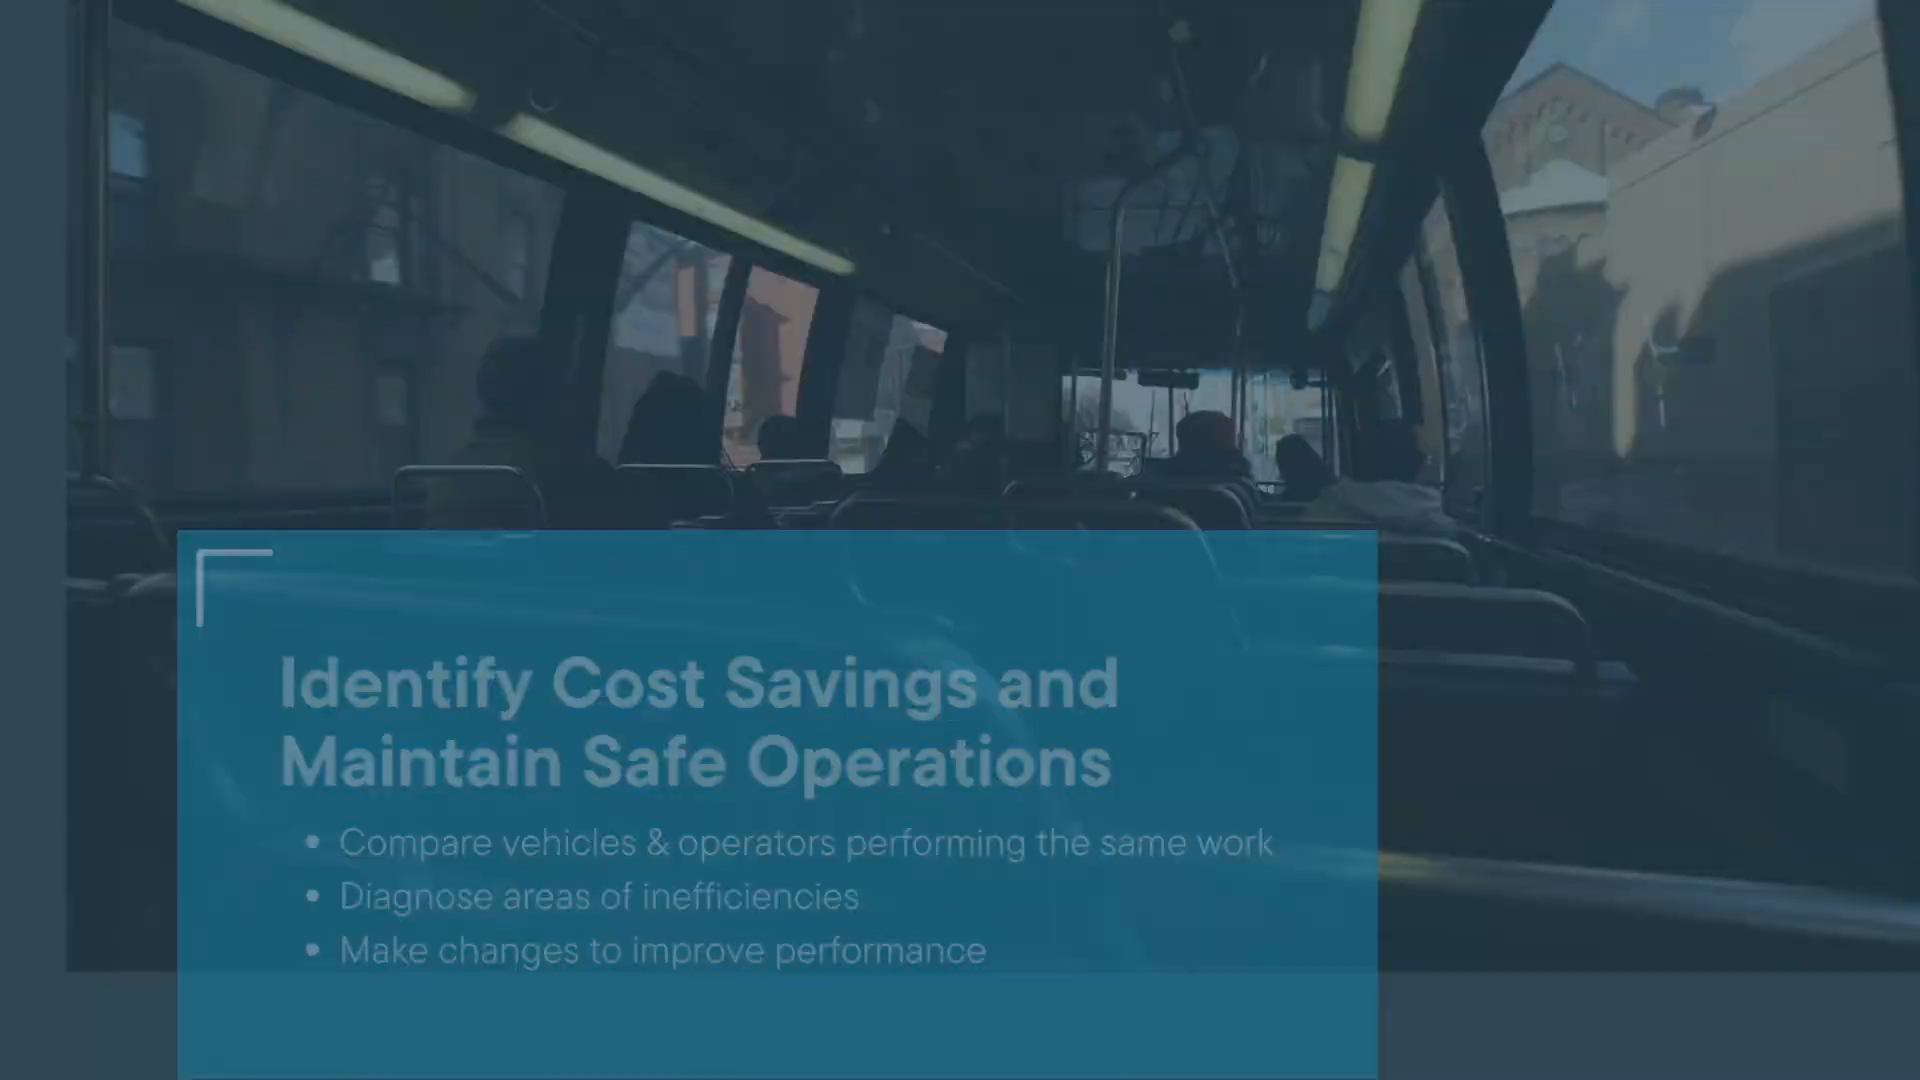 Identify Cost Savings and
Maintain Safe Operations
• Compare vehicles & operators performing the same work
• Diagnose areas of inefficiencies
• Make changes to improve performance